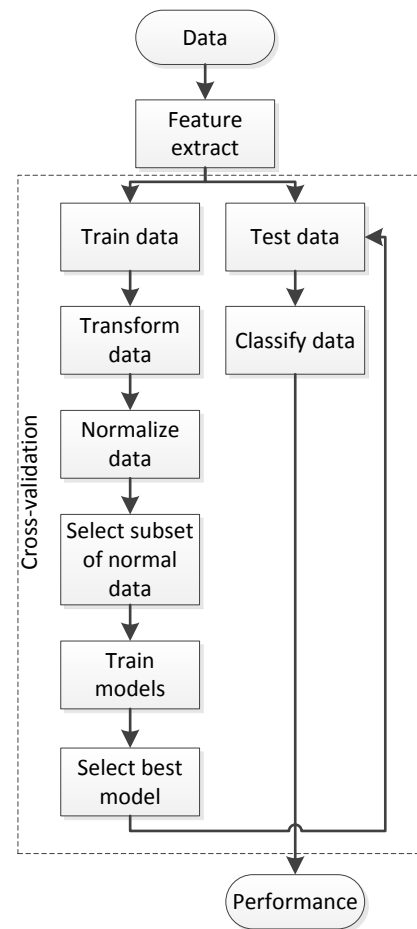 Data
Feature
extract
Train data
Test data
Transform
data
Classify data
Normalize
data
Cross-validation
Select subset
of normal
data
Train
models
Select best
model
Performance